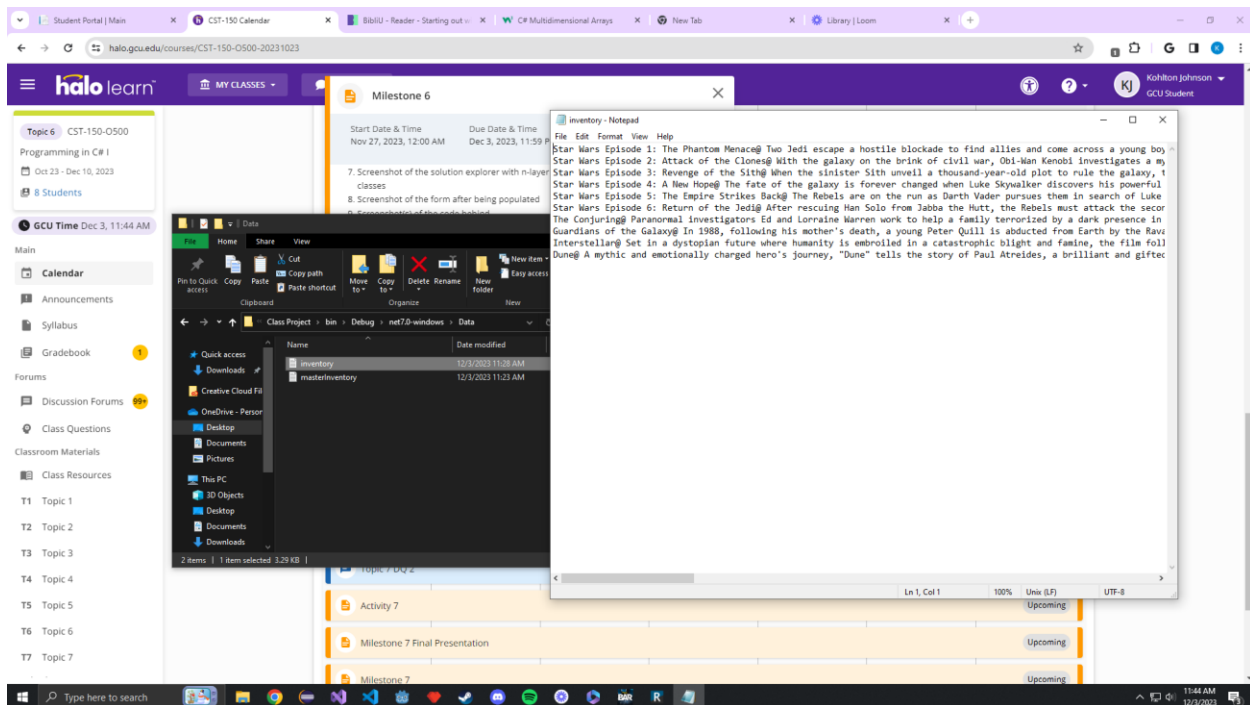 Student Portal | Main
CST-150 Calendar
BibliU - Reader - Starting out w
C# Multidimensional Arrays
New Tab
Library | Loom
halo.gcu.edu/courses/CST-150-O500-20231023
halo learn
MY CLASSES
KJ
Kohlton Johnson
GCU Student
Topic 6 CST-150-O500
Programming in C# I
Oct 23 - Dec 10, 2023
8 Students
GCU Time Dec 3, 11:44 AM
Main
Calendar
Announcements
Syllabus
Gradebook 1
Forums
Discussion Forums 99+
Class Questions
Classroom Materials
Class Resources
T1 Topic 1
T2 Topic 2
T3 Topic 3
T4 Topic 4
T5 Topic 5
T6 Topic 6
T7 Topic 7
Milestone 6
Start Date & Time Due Date & Time
Nov 27, 2023, 12:00 AM Dec 3, 2023, 11:59 P
7. Screenshot of the solution explorer with n-layer
classes
8. Screenshot of the form after being populated
9. Screenshot(s) of the code behind
Data
File Home Share View
Pin to Quick access
Copy
Paste
Cut
Copy path
Paste shortcut
Move to
Copy to
Delete
Rename
New folder
New item
Easy access
Clipboard Organize New
Class Project > bin > Debug > net7.0-windows > Data
Name Date modified
inventory 12/3/2023 11:28 AM
masterInventory 12/3/2023 11:23 AM
Quick access
Downloads
Creative Cloud Fil
OneDrive - Person
Desktop
Documents
Pictures
This PC
3D Objects
Desktop
Documents
Downloads
2 items | 1 item selected 3.29 KB |
inventory - Notepad
File Edit Format View Help
Star Wars Episode 1: The Phantom Menace@ Two Jedi escape a hostile blockade to find allies and come across a young boy
Star Wars Episode 2: Attack of the Clones@ With the galaxy on the brink of civil war, Obi-Wan Kenobi investigates a my
Star Wars Episode 3: Revenge of the Sith@ When the sinister Sith unveil a thousand-year-old plot to rule the galaxy, t
Star Wars Episode 4: A New Hope@ The fate of the galaxy is forever changed when Luke Skywalker discovers his powerful
Star Wars Episode 5: The Empire Strikes Back@ The Rebels are on the run as Darth Vader pursues them in search of Luke
Star Wars Episode 6: Return of the Jedi@ After rescuing Han Solo from Jabba the Hutt, the Rebels must attack the secon
The Conjuring@ Paranormal investigators Ed and Lorraine Warren work to help a family terrorized by a dark presence in
Guardians of the Galaxy@ In 1988, following his mother's death, a young Peter Quill is abducted from Earth by the Rava
Interstellar@ Set in a dystopian future where humanity is embroiled in a catastrophic blight and famine, the film foll
Dune@ A mythic and emotionally charged hero's journey, "Dune" tells the story of Paul Atreides, a brilliant and gifted
Ln 1, Col 1 100% Unix (LF) UTF-8
Topic 7 DQ 2
Activity 7 Upcoming
Milestone 7 Final Presentation Upcoming
Milestone 7 Upcoming
Type here to search
BAR
R
11:44 AM
12/3/2023